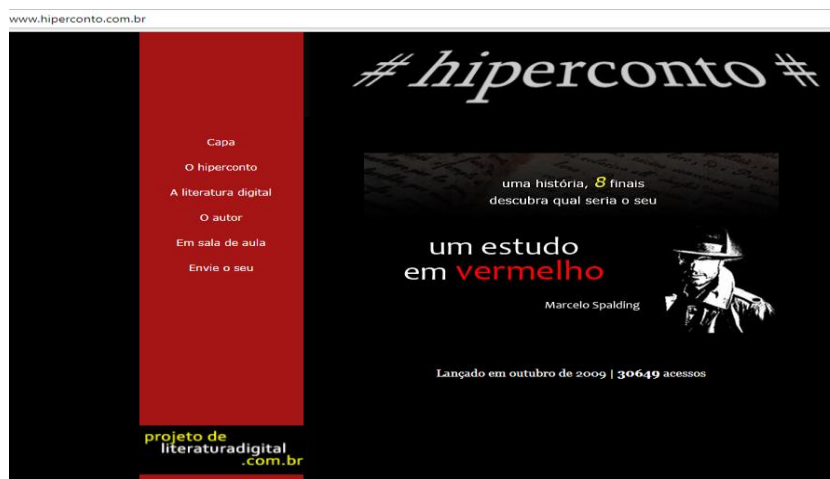 www.hiperconto.com.br
# hiperconto #
Capa
O hiperconto
A literatura digital
O autor
Em sala de aula
Envie o seu
uma história, 8 finais
descubra qual seria o seu
um estudo
em vermelho
Marcelo Spalding
Lançado em outubro de 2009 | 30649 acessos
projeto de
literaturadigital
.com.br